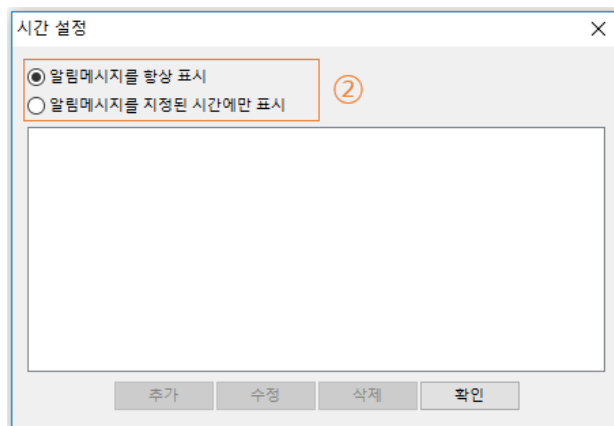 시간 설정
알림메시지를 항상 표시
알림메시지를 지정된 시간에만 표시
②
추가 수정 삭제 확인